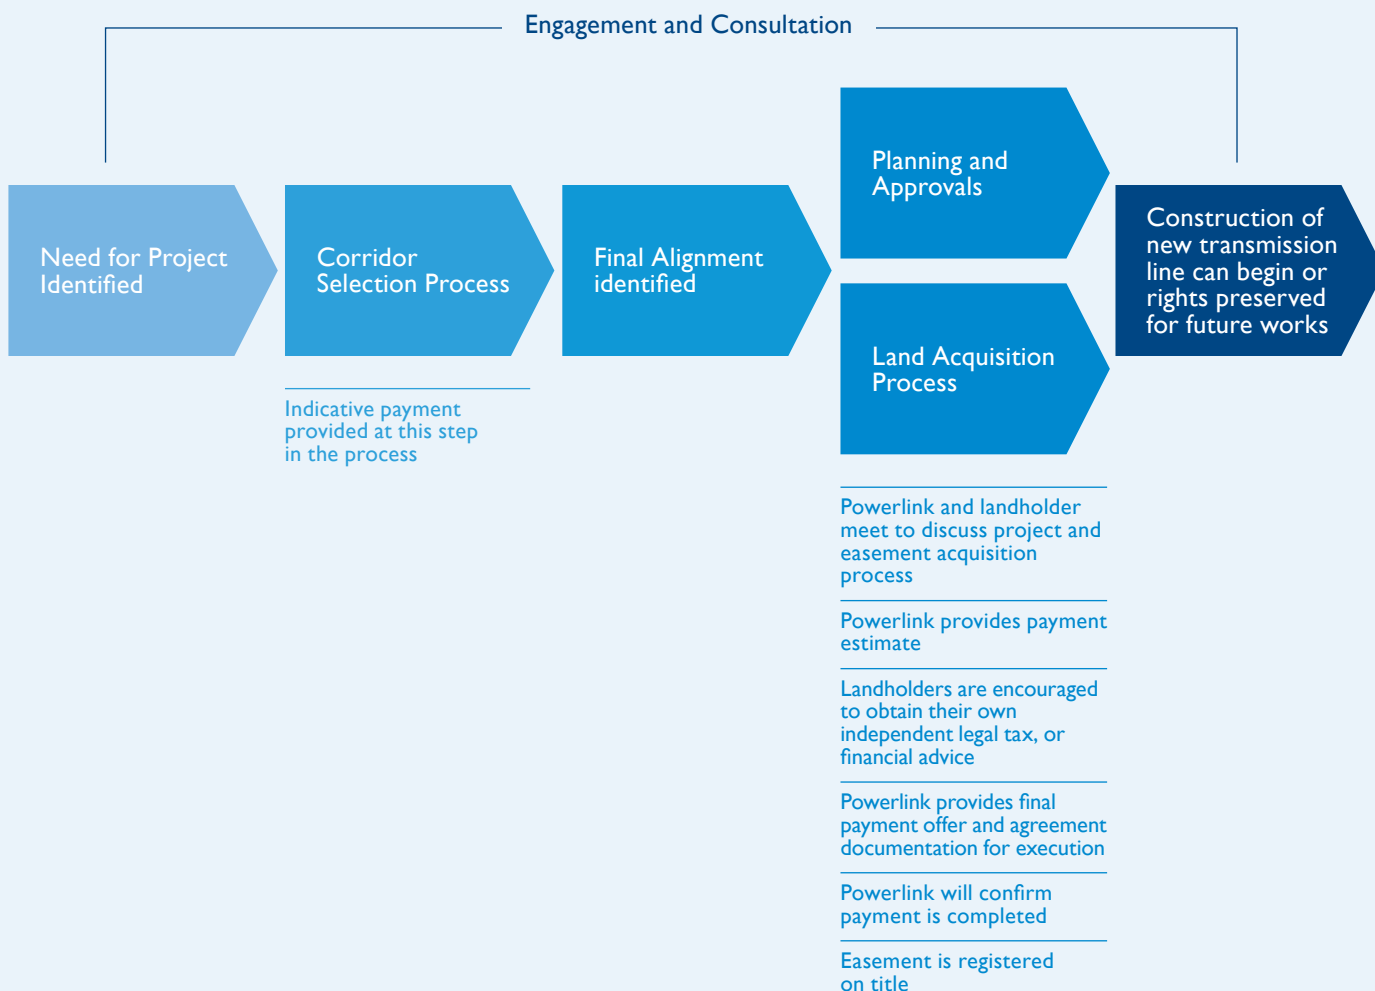 Engagement and Consultation
Need for Project
Identified
Corridor
Selection Process
Indicative payment
provided at this step
in the process
Final Alignment
identified
Planning and
Approvals
Land Acquisition
Process
Powerlink and landholder
meet to discuss project and
easement acquisition
process
Powerlink provides payment
estimate
Landholders are encouraged
to obtain their own
independent legal tax, or
financial advice
Powerlink provides final
payment offer and agreement
documentation for execution
Powerlink will confirm
payment is completed
Easement is registered
on title
Construction of
new transmission
line can begin or
rights preserved
for future works